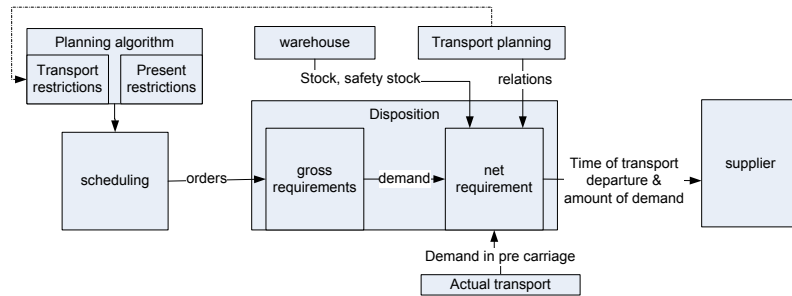 Planning algorithm
Transport
restrictions
Present
restrictions
warehouse
Transport planning
Stock, safety stock
relations
Disposition
scheduling
orders
gross
requirements
demand
net
requirement
Time of transport
departure &
amount of demand
supplier
Demand in pre carriage
Actual transport